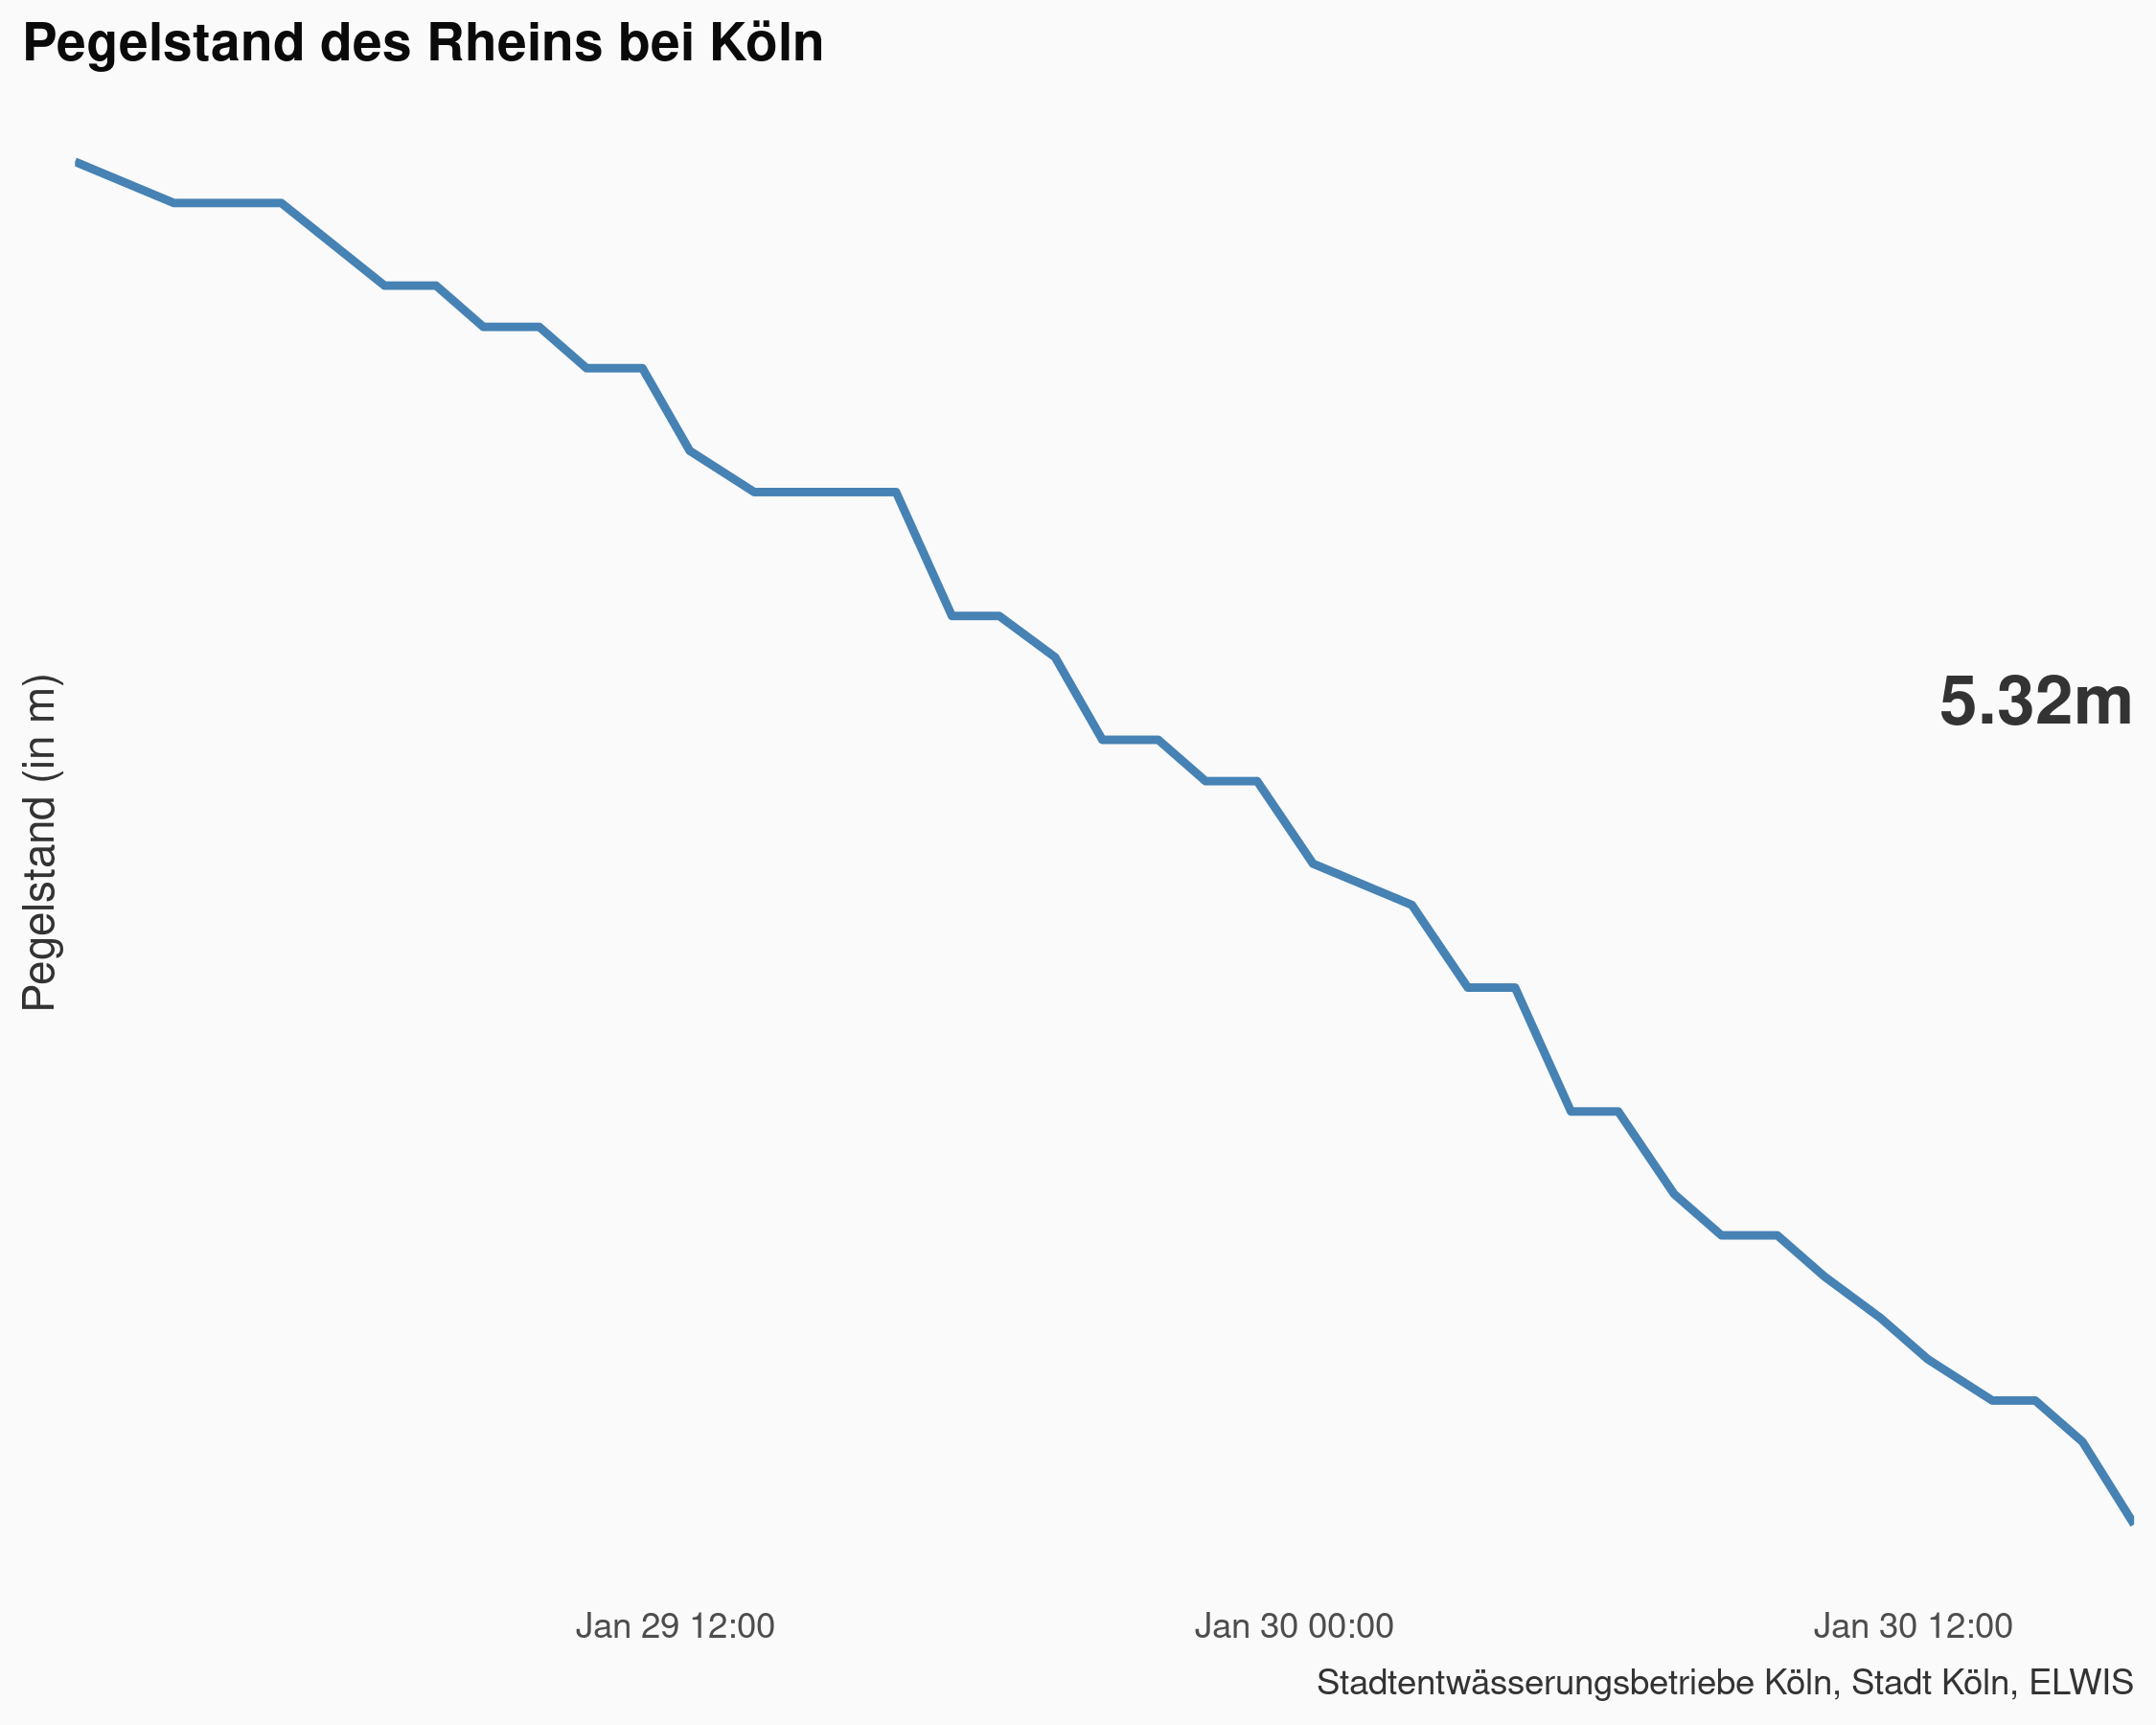 Pegelstand des Rheins bei Köln
Pegelstand (in m)
5.32m
Jan 29 12:00
Jan 30 00:00
Jan 30 12:00
Stadtentwässerungsbetriebe Köln, Stadt Köln, ELWIS